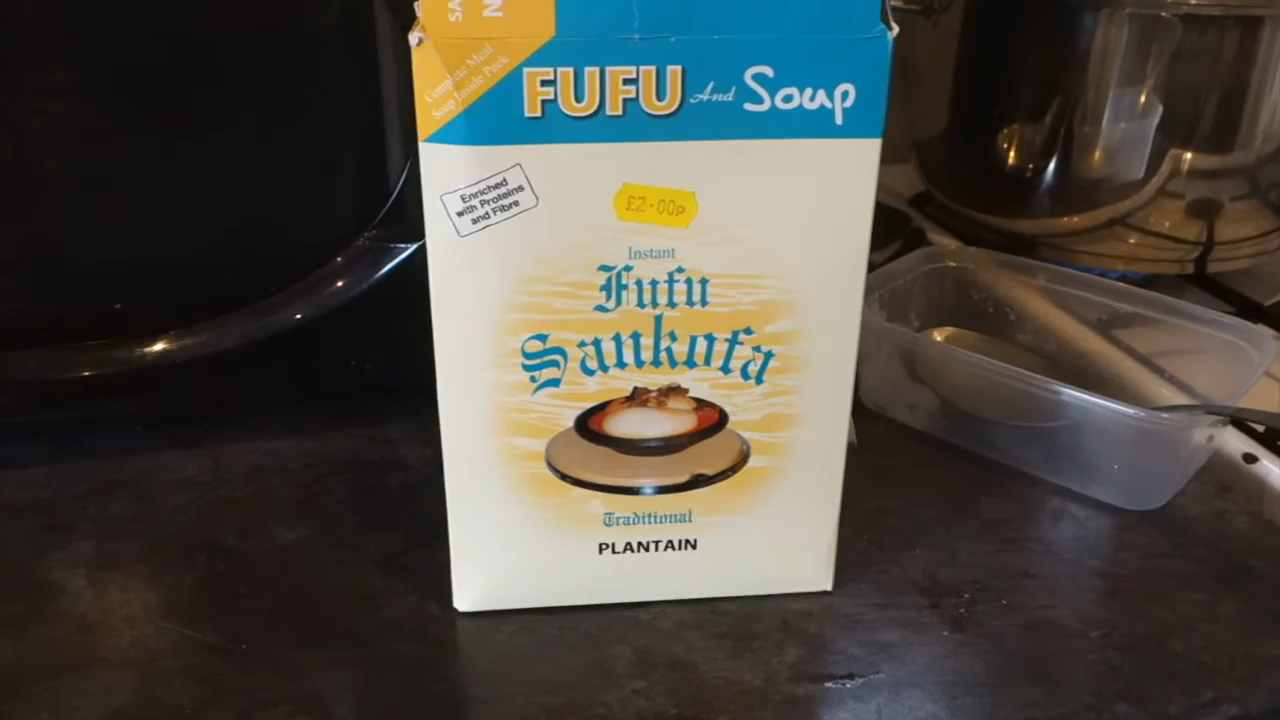 SA
N
Complete Meal
Soup Inside Pack
FUFU And Soup
Enriched
with Proteins
and Fibre
£2·00P
Instant
Fufu
Sankofa
Traditional
PLANTAIN